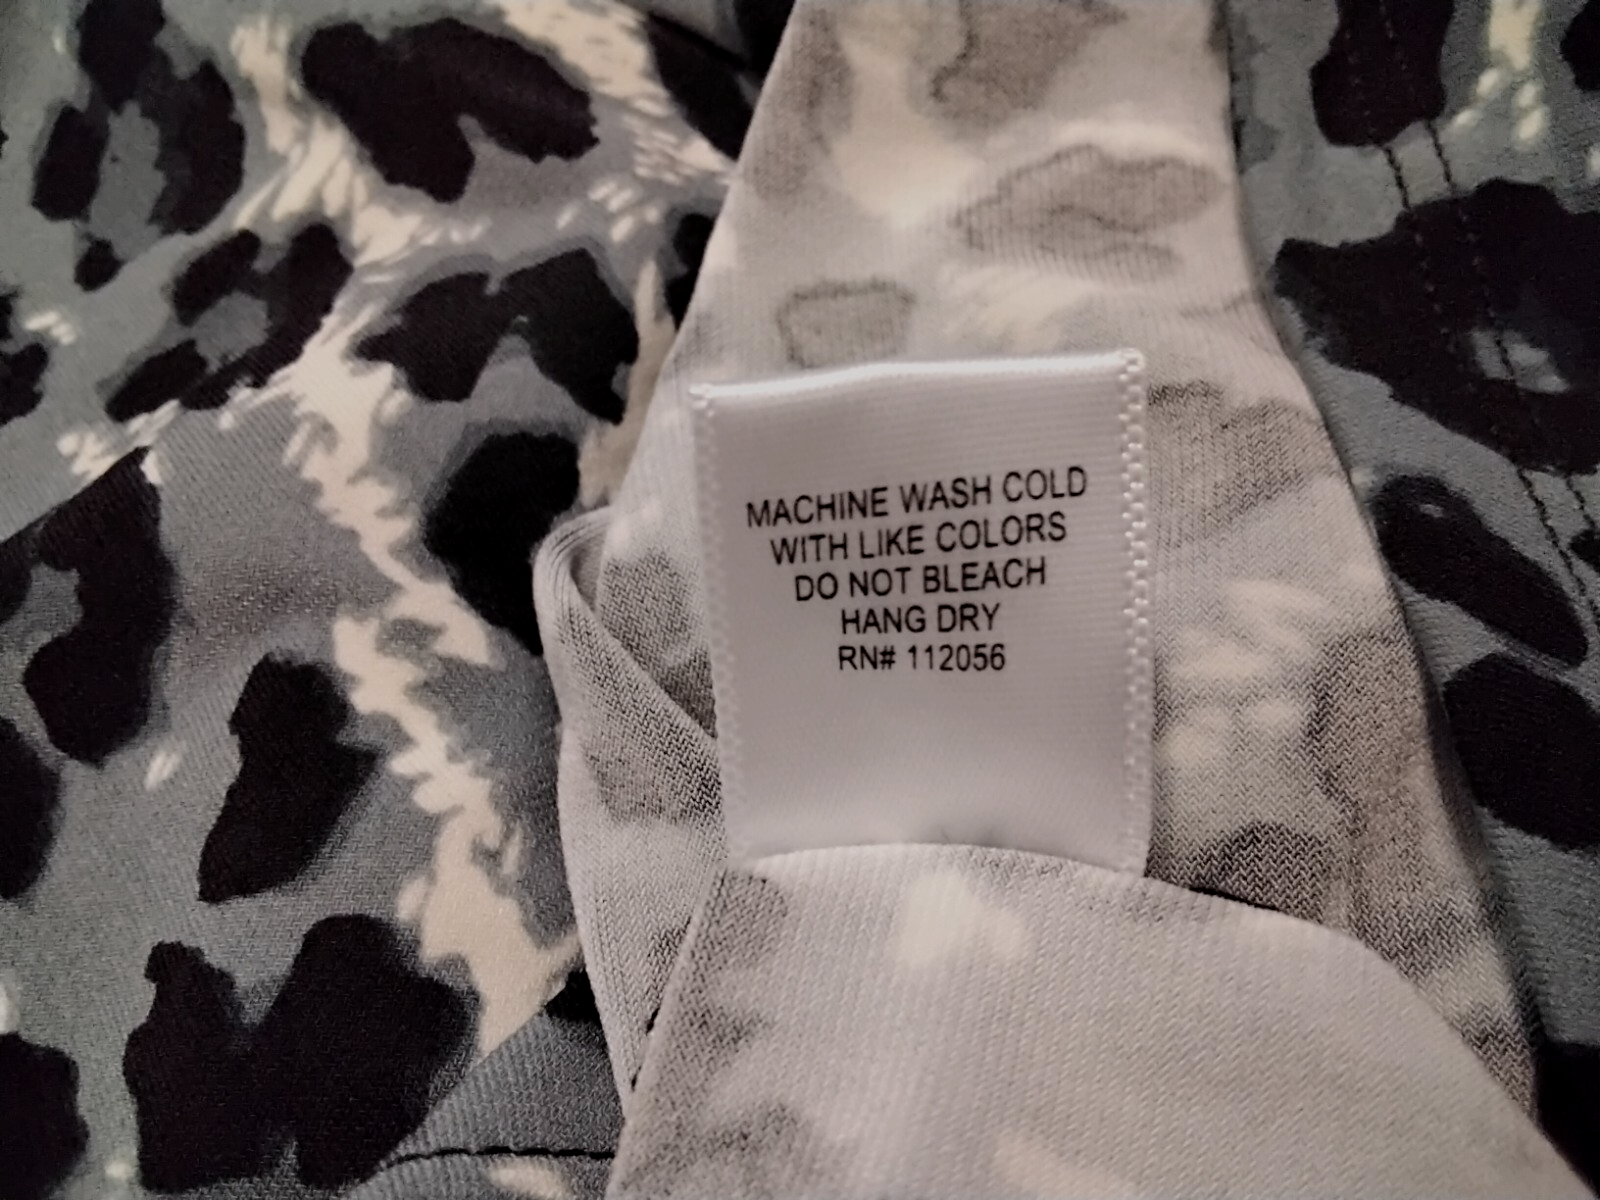 MACHINE WASH COLD
WITH LIKE COLORS
DO NOT BLEACH
HANG DRY
RN# 112056